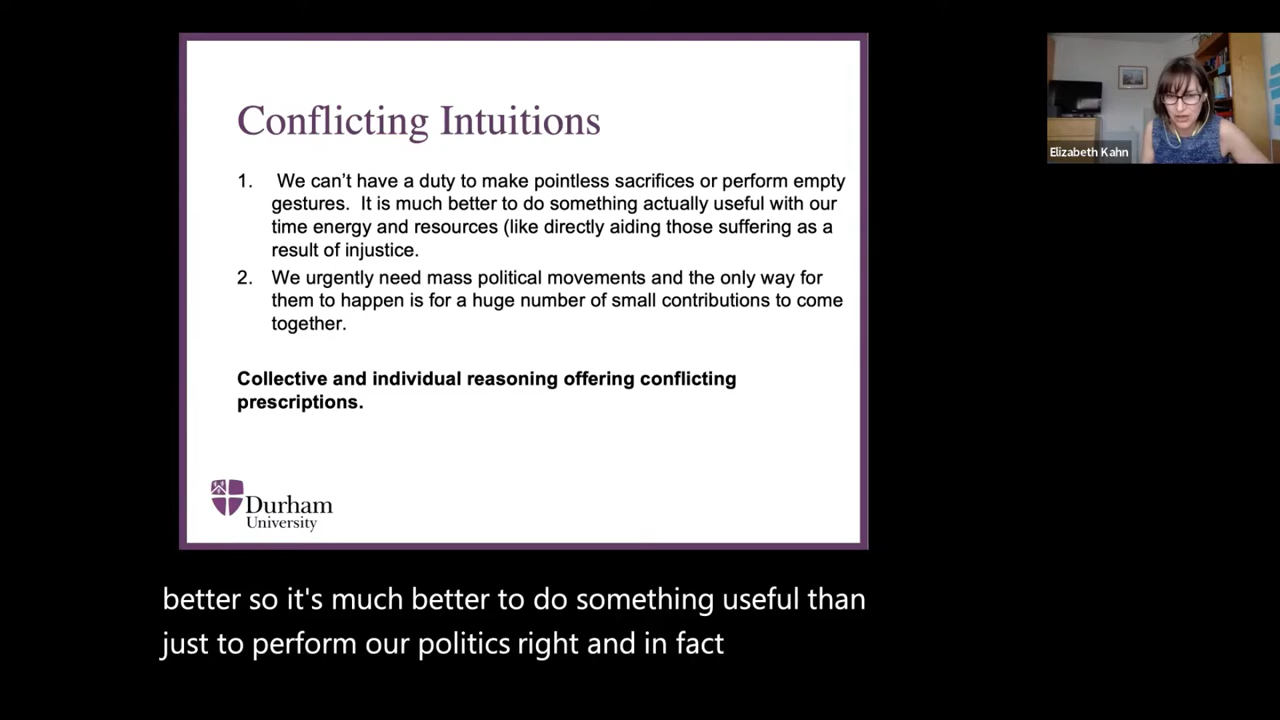 Conflicting Intuitions
1. We can't have a duty to make pointless sacrifices or perform empty
gestures. It is much better to do something actually useful with our
time energy and resources (like directly aiding those suffering as a
result of injustice.
2. We urgently need mass political movements and the only way for
them to happen is for a huge number of small contributions to come
together.
Collective and individual reasoning offering conflicting
prescriptions.
Durham
University
Elizabeth Kahn
better so it's much better to do something useful than
just to perform our politics right and in fact